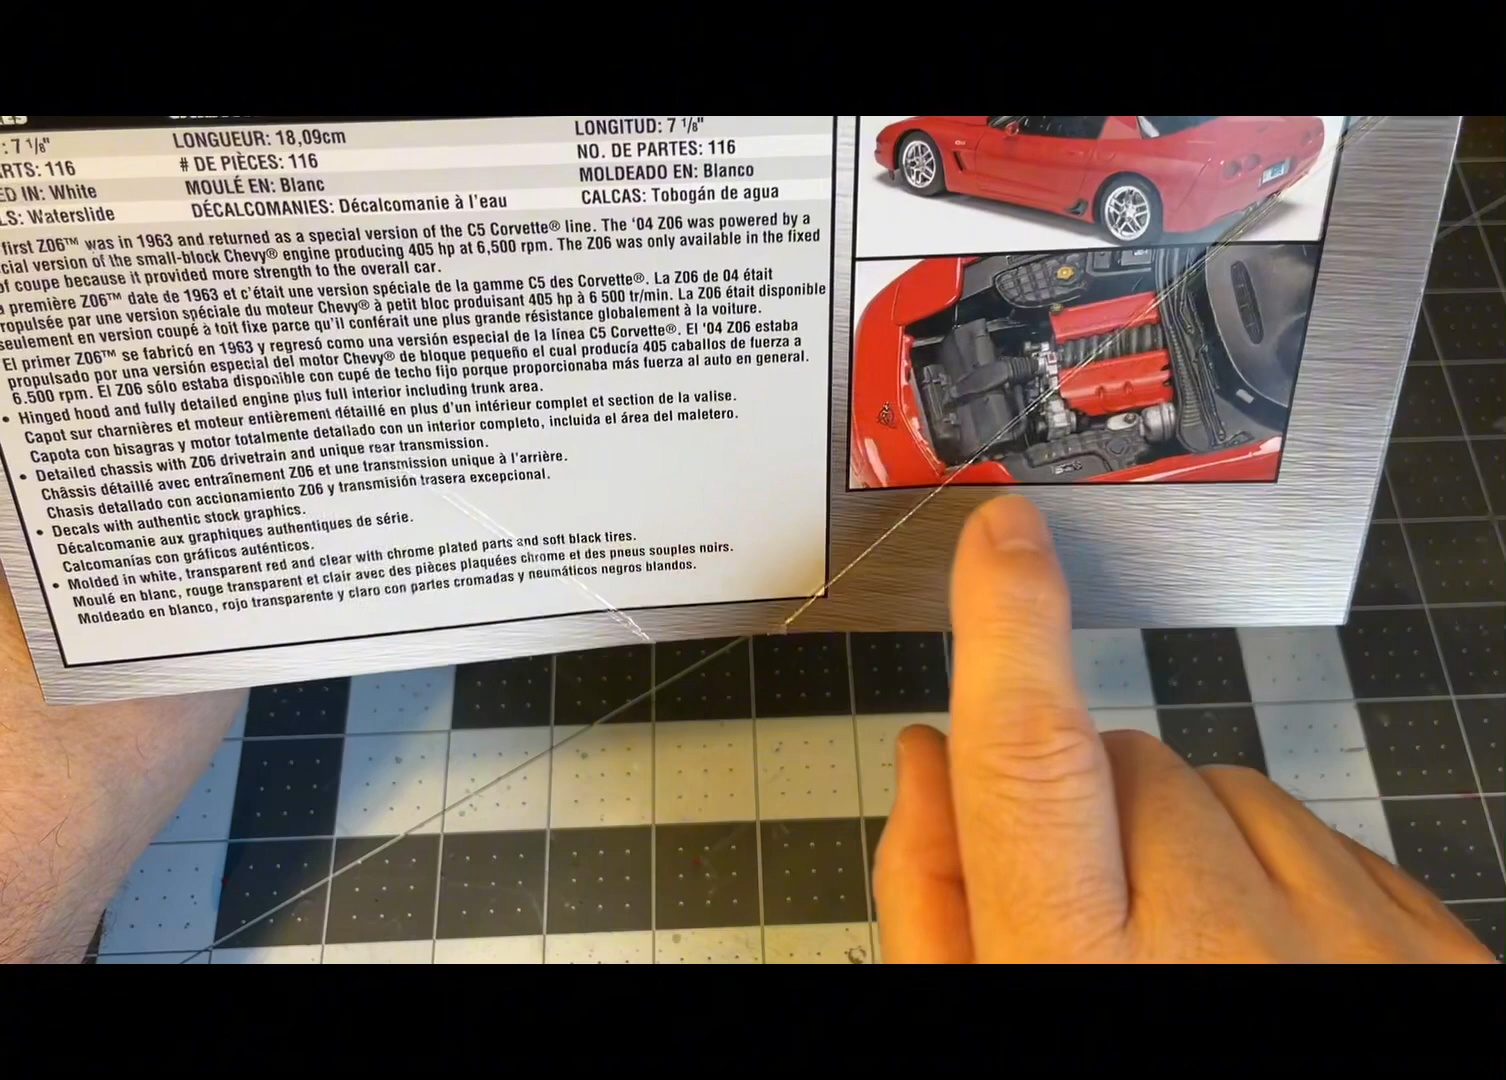 : 7 1/8" LONGUEUR: 18,09cm LONGITUD: 7 1/8"
RTS: 116 # DE PIÈCES: 116 NO. DE PARTES: 116
ED IN: White MOULÉ EN: Blanc MOLDEADO EN: Blanco
LS: Waterslide DÉCALCOMANIES: Décalcomanie à l'eau CALCAS: Tobogán de agua
first Z06™ was in 1963 and returned as a special version of the C5 Corvette® line. The '04 Z06 was powered by a
cial version of the small-block Chevy® engine producing 405 hp at 6,500 rpm. The Z06 was only available in the fixed
of coupe because it provided more strength to the overall car.
a première Z06™ date de 1963 et c'était une version spéciale de la gamme C5 des Corvette®. La Z06 de 04 était
ropulsée par une version spéciale du moteur Chevy® à petit bloc produisant 405 hp à 6 500 tr/min. La Z06 était disponible
seulement en version coupé à toit fixe parce qu'il conférait une plus grande résistance globalement à la voiture.
El primer Z06™ se fabricó en 1963 y regresó como una versión especial de la línea C5 Corvette®. El '04 Z06 estaba
propulsado por una versión especial del motor Chevy® de bloque pequeño el cual producía 405 caballos de fuerza a
6.500 rpm. El Z06 sólo estaba disponible con cupé de techo fijo porque proporcionaba más fuerza al auto en general.
• Hinged hood and fully detailed engine plus full interior including trunk area.
Capot sur charnières et moteur entièrement détaillé en plus d'un intérieur complet et section de la valise.
Capota con bisagras y motor totalmente detallado con un interior completo, incluida el área del maletero.
• Detailed chassis with Z06 drivetrain and unique rear transmission.
Châssis détaillé avec entraînement Z06 et une transmission unique à l'arrière.
Chasis detallado con accionamiento Z06 y transmisión trasera excepcional.
• Decals with authentic stock graphics.
Décalcomanie aux graphiques authentiques de série.
Calcomanías con gráficos auténticos.
• Molded in white, transparent red and clear with chrome plated parts and soft black tires.
Moulé en blanc, rouge transparent et clair avec des pièces plaquées chrome et des pneus souples noirs.
Moldeado en blanco, rojo transparente y claro con partes cromadas y neumáticos negros blandos.